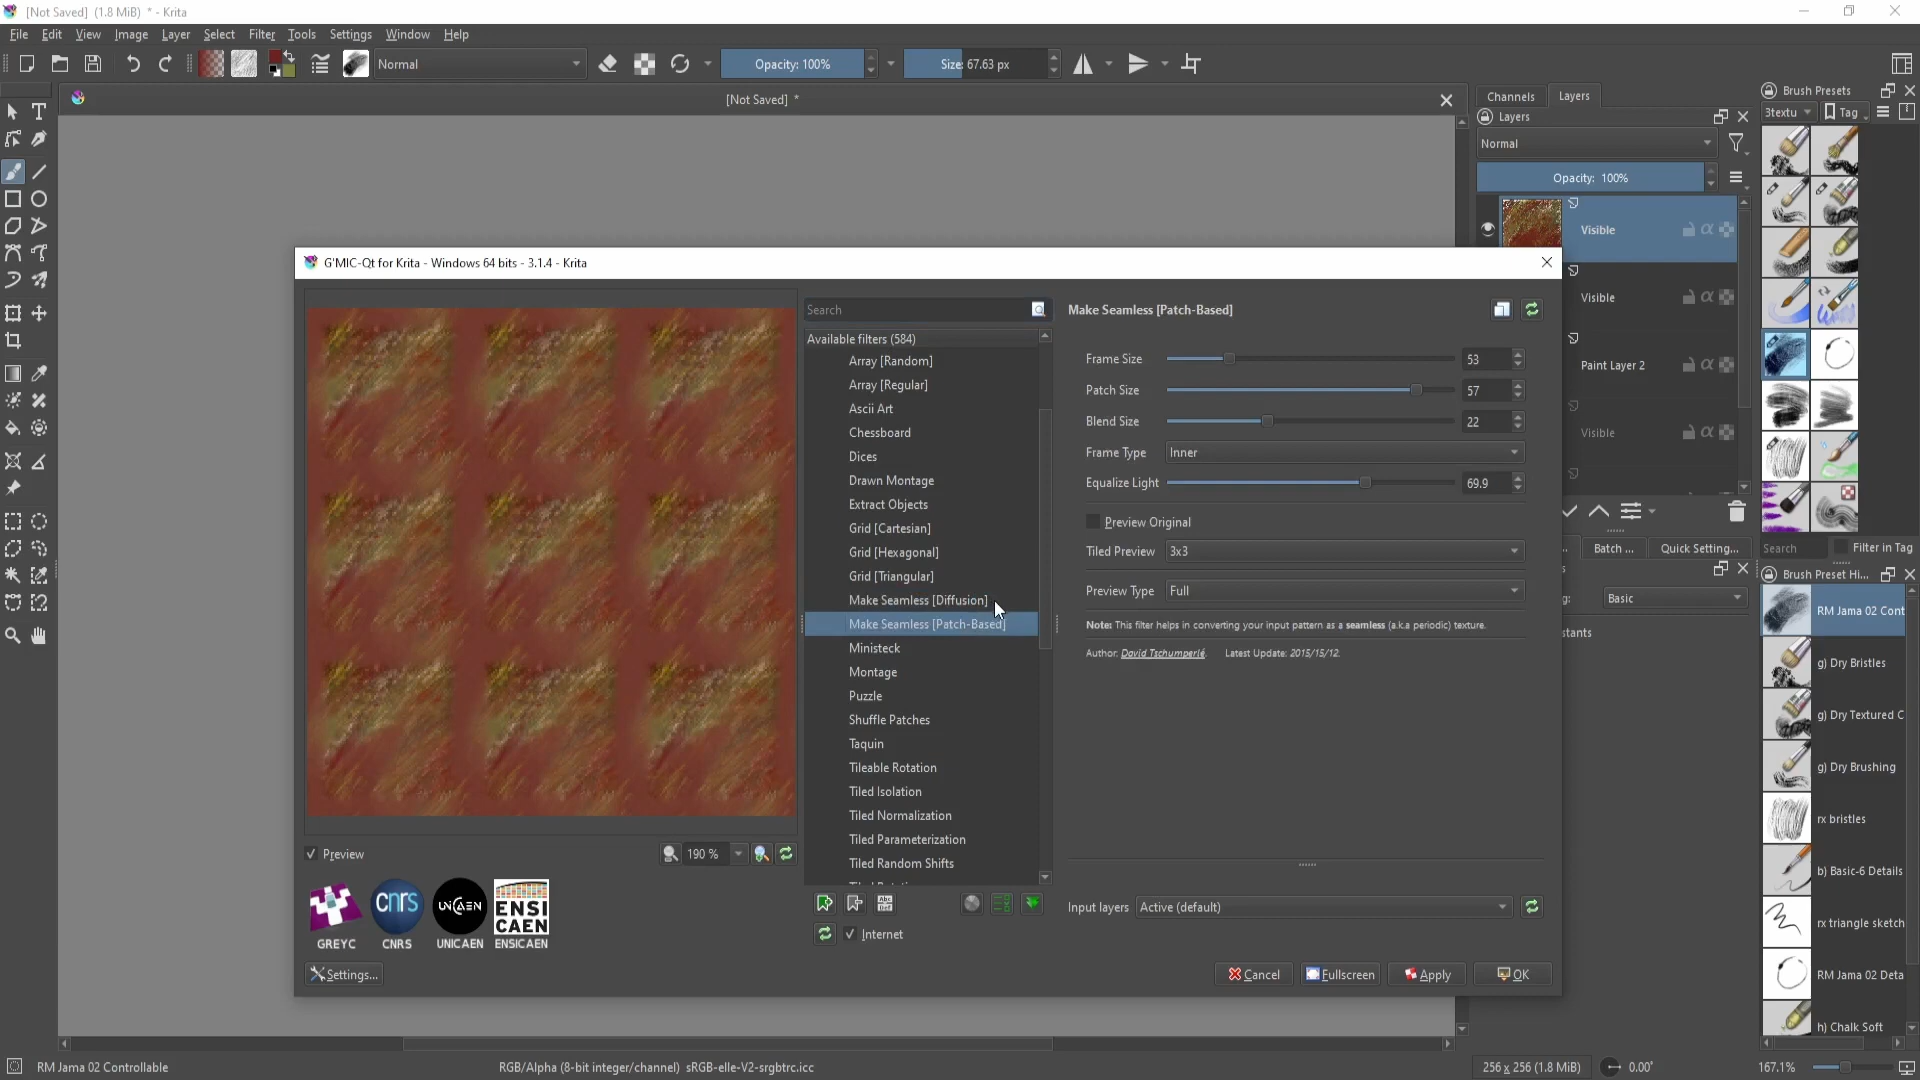 [Not Saved] (1.8 MiB) * - Krita
File Edit View Image Layer Select Filter Tools Settings Window Help
Normal
Opacity: 100%
Size: 67.63 px
[Not Saved] *
Channels
Layers
Layers
Normal
Opacity: 100%
Visible
Visible
Paint Layer 2
Visible
Batch ...
Quick Setting...
Basic
Brush Presets
3textu
Tag
Search
Filter in Tag
Brush Preset Hi...
RM Jama 02 Cont
g) Dry Bristles
g) Dry Textured C
g) Dry Brushing
rx bristles
b) Basic-6 Details
rx triangle sketch
RM Jama 02 Deta
h) Chalk Soft
G'MIC-Qt for Krita - Windows 64 bits - 3.1.4 - Krita
Search
Available filters (584)
Array [Random]
Array [Regular]
Ascii Art
Chessboard
Dices
Drawn Montage
Extract Objects
Grid [Cartesian]
Grid [Hexagonal]
Grid [Triangular]
Make Seamless [Diffusion]
Make Seamless [Patch-Based]
Ministeck
Montage
Puzzle
Shuffle Patches
Taquin
Tileable Rotation
Tiled Isolation
Tiled Normalization
Tiled Parameterization
Tiled Random Shifts
Internet
Make Seamless [Patch-Based]
Frame Size 53
Patch Size 57
Blend Size 22
Frame Type Inner
Equalize Light 69.9
Preview Original
Tiled Preview 3x3
Preview Type Full
Note: This filter helps in converting your input pattern as a seamless (a.k.a periodic) texture.
Author: David Tschumperlé. Latest Update: 2015/15/12.
Input layers Active (default)
Preview
190 %
GREYC
CNRS
UNICAEN
ENSICAEN
Settings...
Cancel
Fullscreen
Apply
OK
RM Jama 02 Controllable
RGB/Alpha (8-bit integer/channel) sRGB-elle-V2-srgbtrc.icc
256 x 256 (1.8 MiB)
0.00°
167.1%